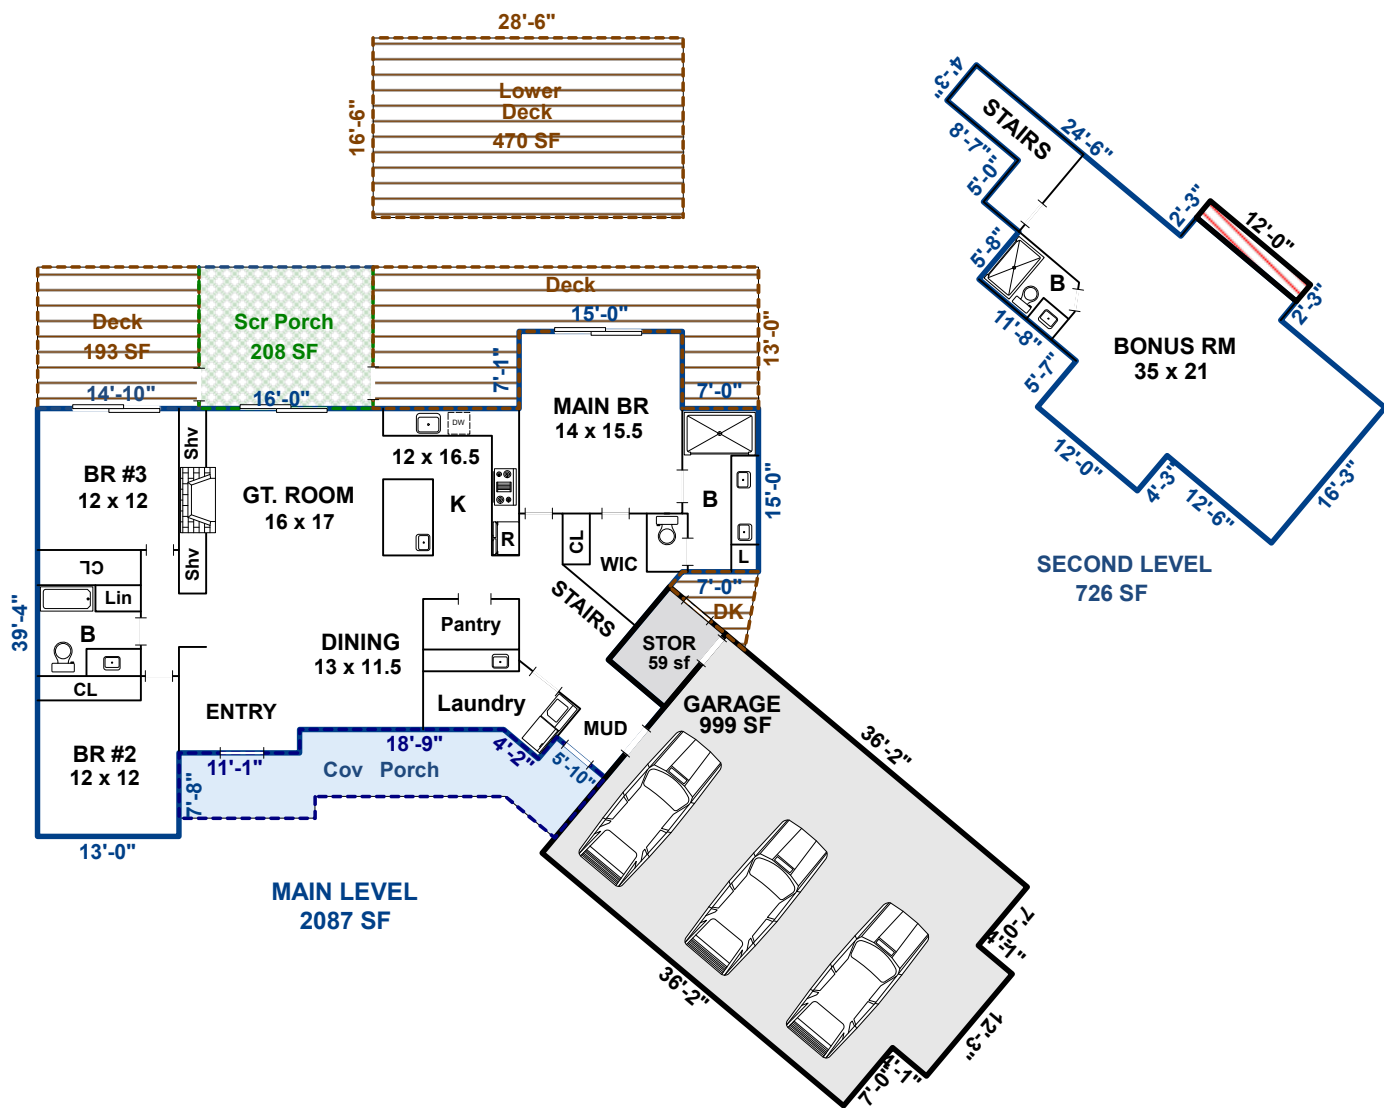 28'-6"
16'-6"
Lower
Deck
470 SF
4'-3"
STAIRS
24'-6"
8'-7"
5'-0"
2'-3"
12'-0"
2'-3"
5'-8"
B
11'-8"
BONUS RM
35 x 21
5'-7"
12'-0"
4'-3"
12'-6"
16'-3"
SECOND LEVEL
726 SF
Deck
193 SF
Scr Porch
208 SF
Deck
15'-0"
13'-0"
7'-1"
14'-10"
16'-0"
7'-0"
MAIN BR
14 x 15.5
DW
12 x 16.5
Shv
BR #3
12 x 12
GT. ROOM
16 x 17
K
B
15'-0"
R
CL
WIC
L
Shv
CL
Lin
39'-4"
B
CL
7'-0"
DK
STAIRS
Pantry
DINING
13 x 11.5
STOR
59 sf
Laundry
ENTRY
MUD
GARAGE
999 SF
36'-2"
BR #2
12 x 12
11'-1"
18'-9"
4'-2"
5'-10"
7'-8"
Cov Porch
13'-0"
MAIN LEVEL
2087 SF
36'-2"
7'-0"
4'-1"
12'-3"
4'-1"
7'-0"